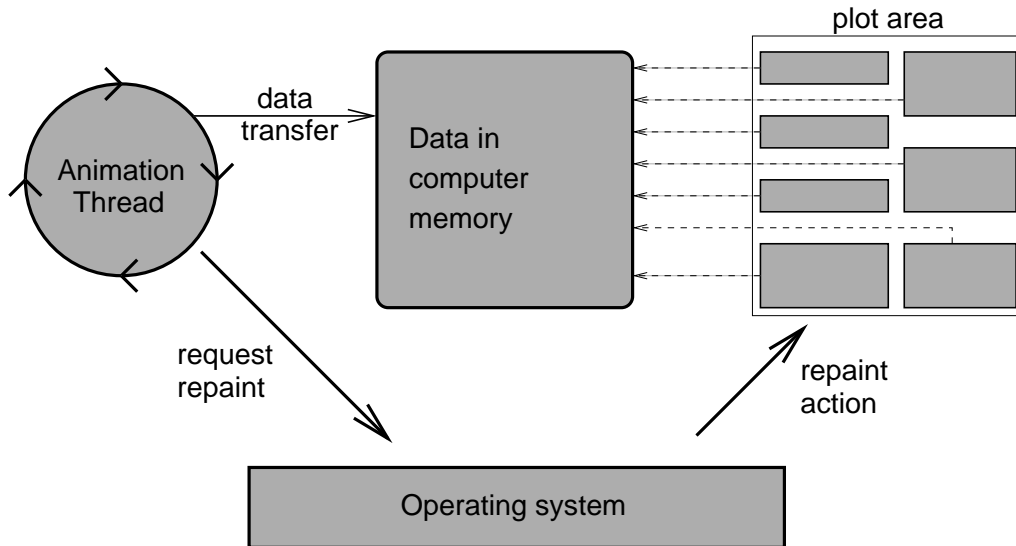 plot area
data
transfer
Animation
Thread
Data in
computer
memory
request
repaint
repaint
action
Operating system